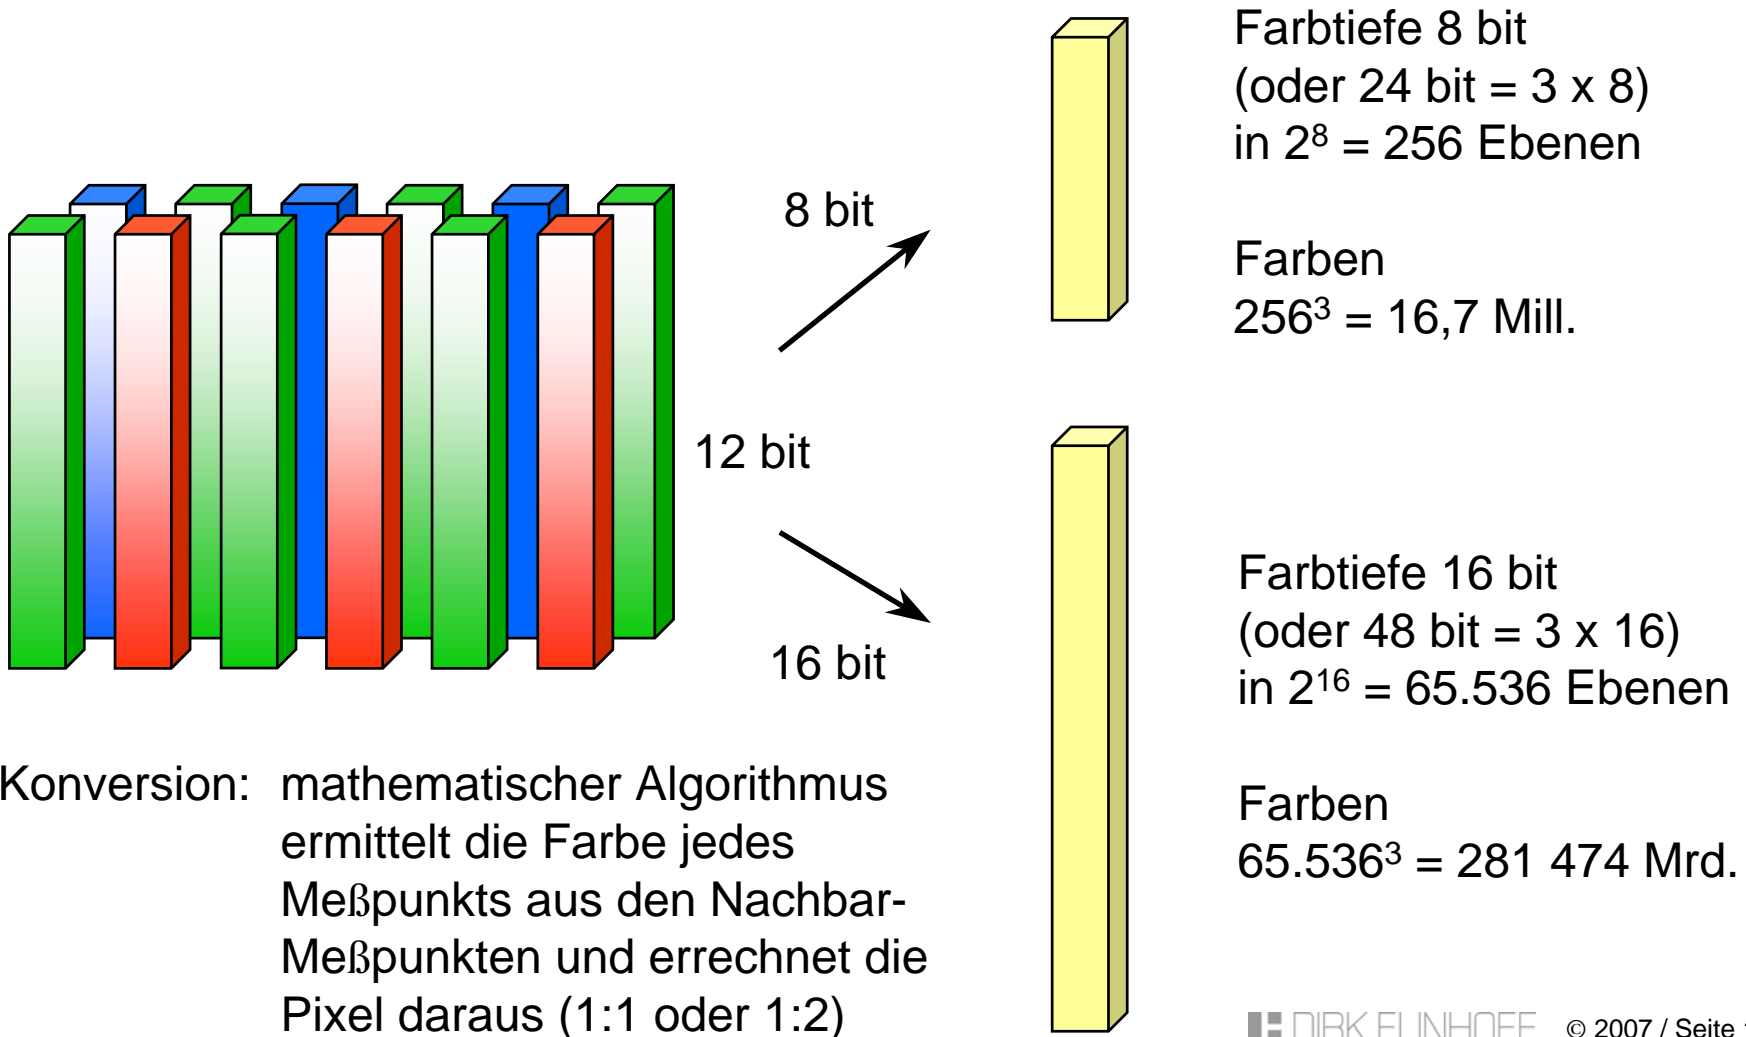 Farbtiefe 8 bit
(oder 24 bit = 3 x 8)
in 2⁸ = 256 Ebenen
Farben
256³ = 16,7 Mill.
8 bit
12 bit
16 bit
Farbtiefe 16 bit
(oder 48 bit = 3 x 16)
in 2¹⁶ = 65.536 Ebenen
Farben
65.536³ = 281 474 Mrd.
Konversion: mathematischer Algorithmus
ermittelt die Farbe jedes
Meßpunkts aus den Nachbar-
Meßpunkten und errechnet die
Pixel daraus (1:1 oder 1:2)
DIRK ELINHOFF © 2007 / Seite